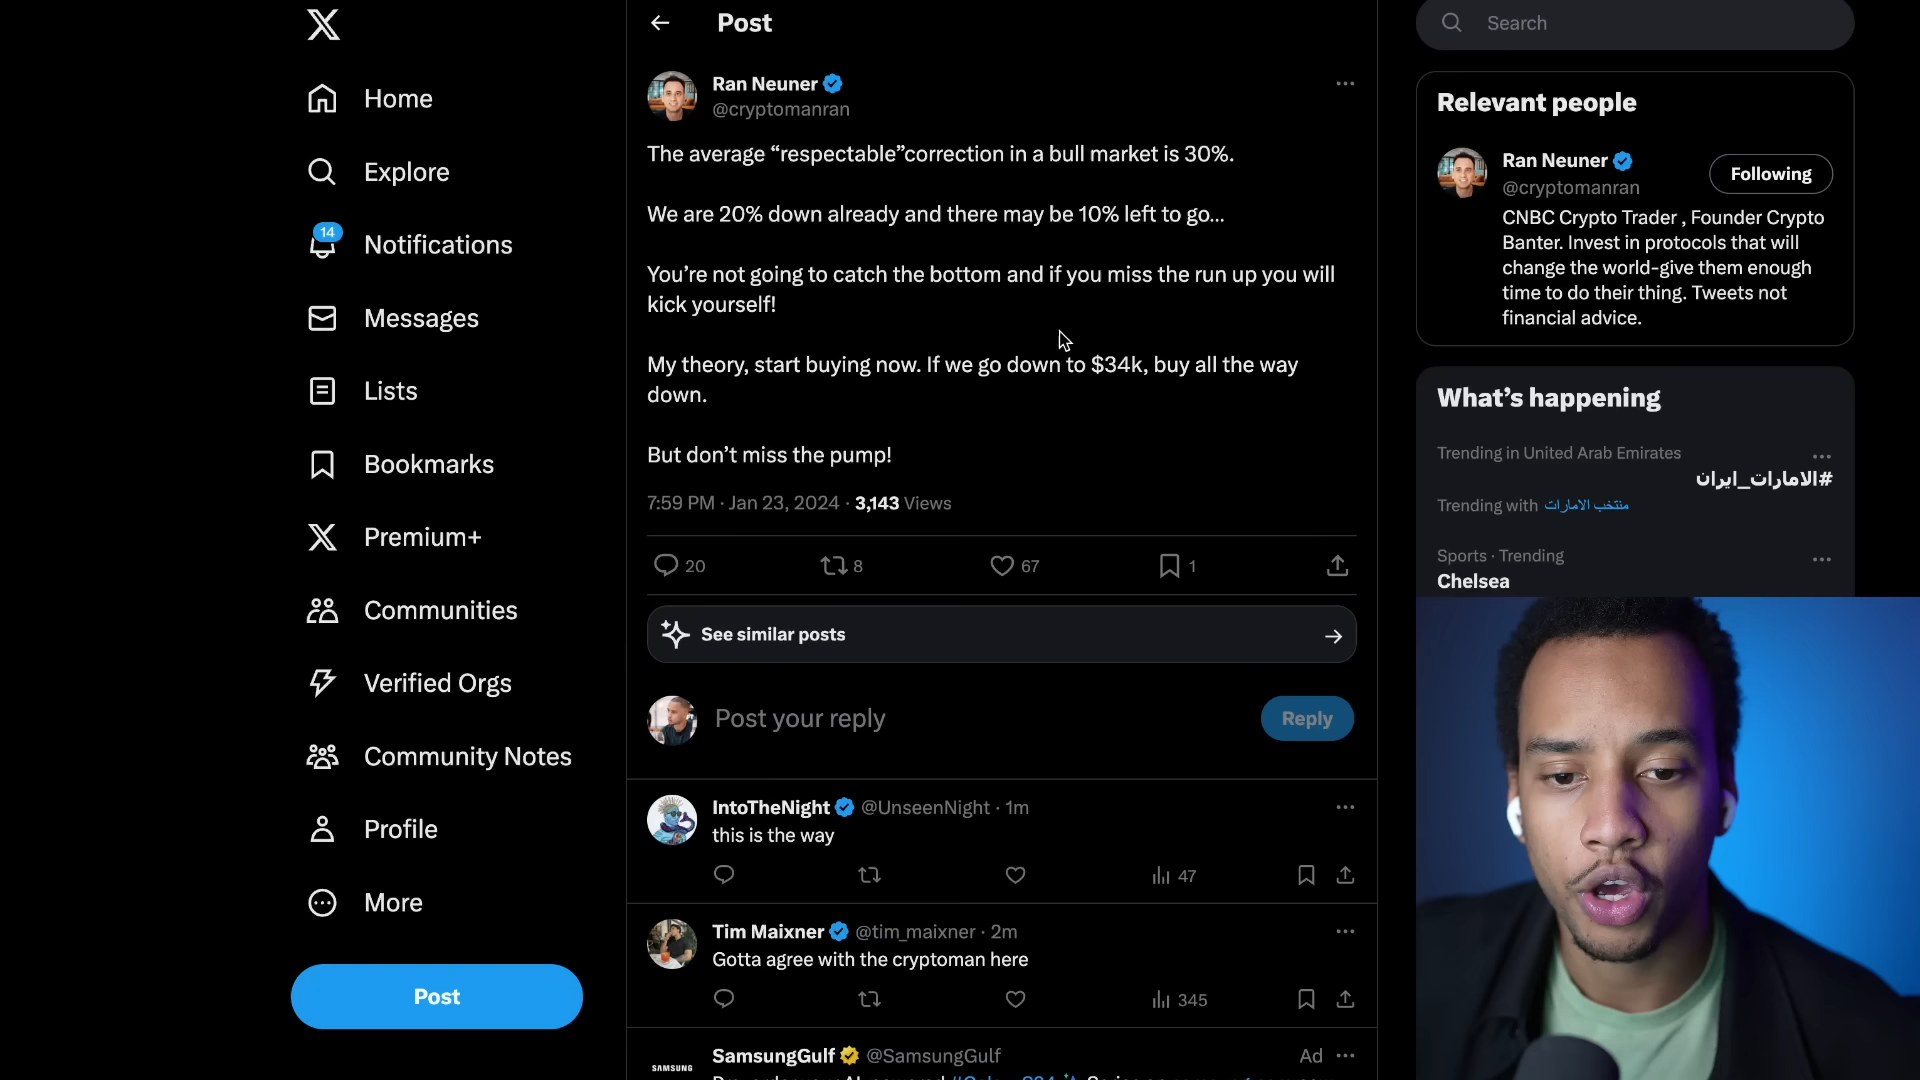 Home
Explore
14
Notifications
Messages
Lists
Bookmarks
Premium+
Communities
Verified Orgs
Community Notes
Profile
More
Post
Post
Ran Neuner
@cryptomanran
The average “respectable”correction in a bull market is 30%.
We are 20% down already and there may be 10% left to go...
You’re not going to catch the bottom and if you miss the run up you will
kick yourself!
My theory, start buying now. If we go down to $34k, buy all the way
down.
But don’t miss the pump!
7:59 PM · Jan 23, 2024 · 3,143 Views
20 8 67 1
See similar posts
Post your reply
Reply
IntoTheNight @UnseenNight · 1m
this is the way
47
Tim Maixner @tim_maixner · 2m
Gotta agree with the cryptoman here
345
SAMSUNG
SamsungGulf @SamsungGulf Ad
Search
Relevant people
Ran Neuner
@cryptomanran
Following
CNBC Crypto Trader , Founder Crypto
Banter. Invest in protocols that will
change the world-give them enough
time to do their thing. Tweets not
financial advice.
What’s happening
Trending in United Arab Emirates
#الامارات_ايران
Trending with منتخب الامارات
Sports · Trending
Chelsea